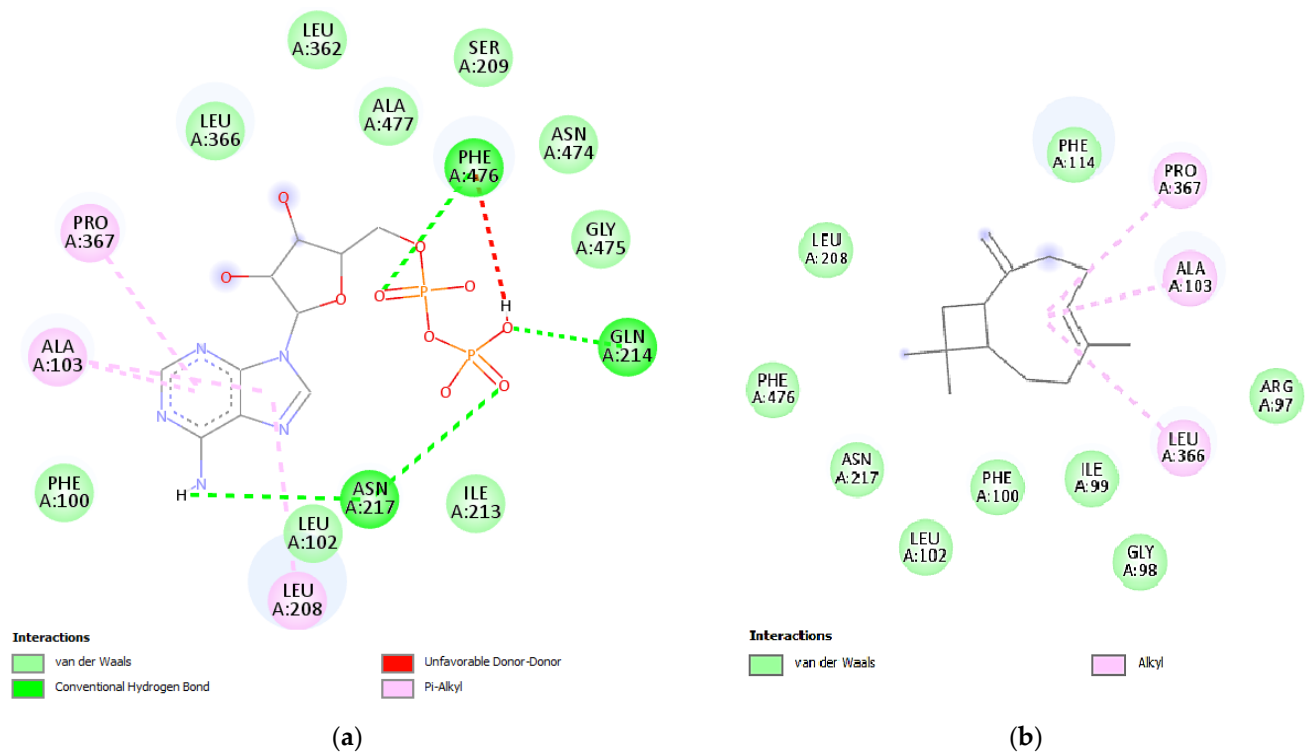 LEU
A:362
SER
A:209
ALA
A:477
LEU
A:366
ASN
A:474
PHE
A:476
PRO
A:367
GLY
A:475
O
O
O
O
P
O
O
H
O
O
P
O
O
GLN
A:214
ALA
A:103
N
N
N
N
N
H
PHE
A:100
ASN
A:217
ILE
A:213
LEU
A:102
LEU
A:208
Interactions
van der Waals
Unfavorable Donor-Donor
Conventional Hydrogen Bond
Pi-Alkyl
(a)
PHE
A:114
PRO
A:367
LEU
A:208
ALA
A:103
PHE
A:476
ARG
A:97
LEU
A:366
ASN
A:217
PHE
A:100
ILE
A:99
LEU
A:102
GLY
A:98
Interactions
van der Waals
Alkyl
(b)